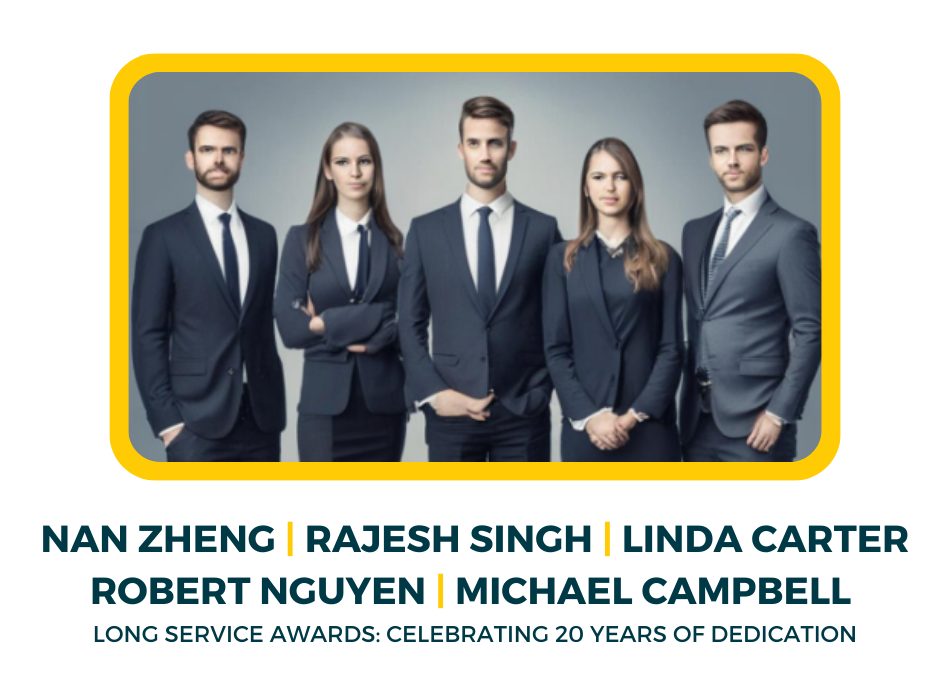 NAN ZHENG | RAJESH SINGH | LINDA CARTER
ROBERT NGUYEN | MICHAEL CAMPBELL
LONG SERVICE AWARDS: CELEBRATING 20 YEARS OF DEDICATION